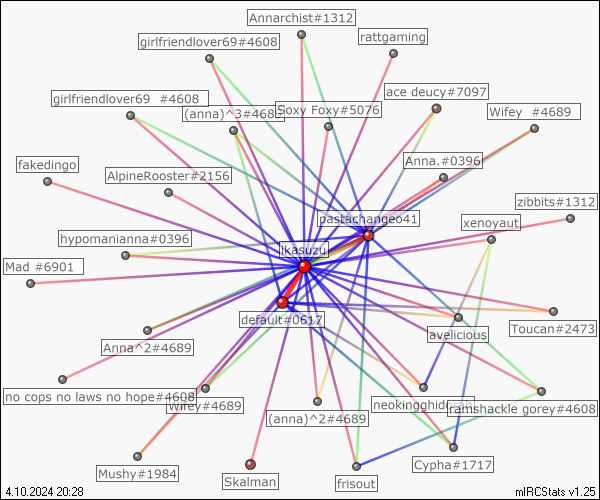 Annarchist#1312
rattgaming
girlfriendlover69#4608
ace deucy#7097
girlfriendlover69 #4608
(anna)^3#4689
Soxy Foxy#5076
Wifey #4689
fakedingo
AlpineRooster#2156
Anna.#0396
zibbits#1312
pastachangeo41
xenoyaut
hypomanianna#0396
jikasuzu
Mad #6901
default#0617
Toucan#2473
avelicious
Anna^2#4689
no cops no laws no hope#4608
Wifey#4689
(anna)^2#4689
neokingghidorah
ramshackle gorey#4608
Mushy#1984
Skalman
frisout
Cypha#1717
4.10.2024 20:28
mIRCStats v1.25